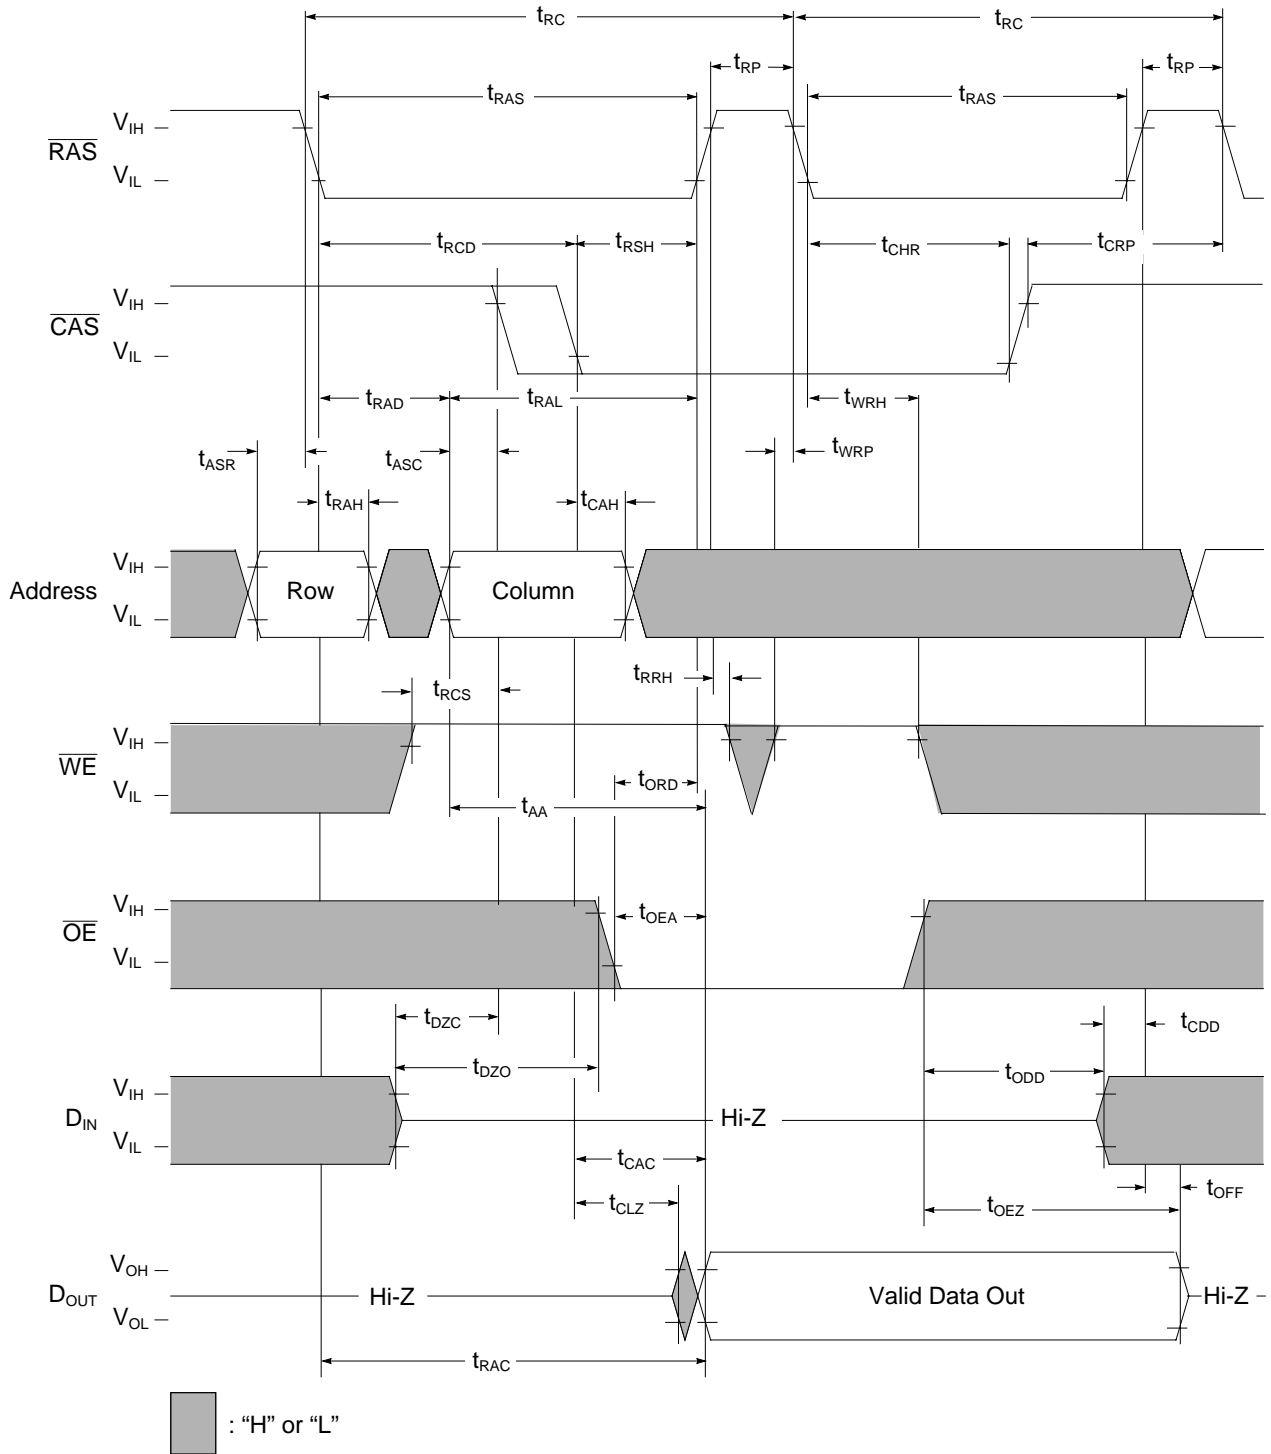 tRC tRC
tRP tRP
tRAS tRAS
VIH
RAS
VIL
tRCD tRSH tCHR tCRP
VIH
CAS
VIL
tRAD tRAL tWRH
tASR tASC tWRP
tRAH tCAH
VIH
Address Row Column
VIL
tRRH
tRCS
VIH
WE
VIL
tORD
tAA
VIH
OE tOEA
VIL
tDZC tCDD
tDZO tODD
VIH
DIN Hi-Z
VIL
tCAC
tCLZ tOEZ tOFF
VOH
DOUT Hi-Z Valid Data Out Hi-Z
VOL
tRAC
: “H” or “L”